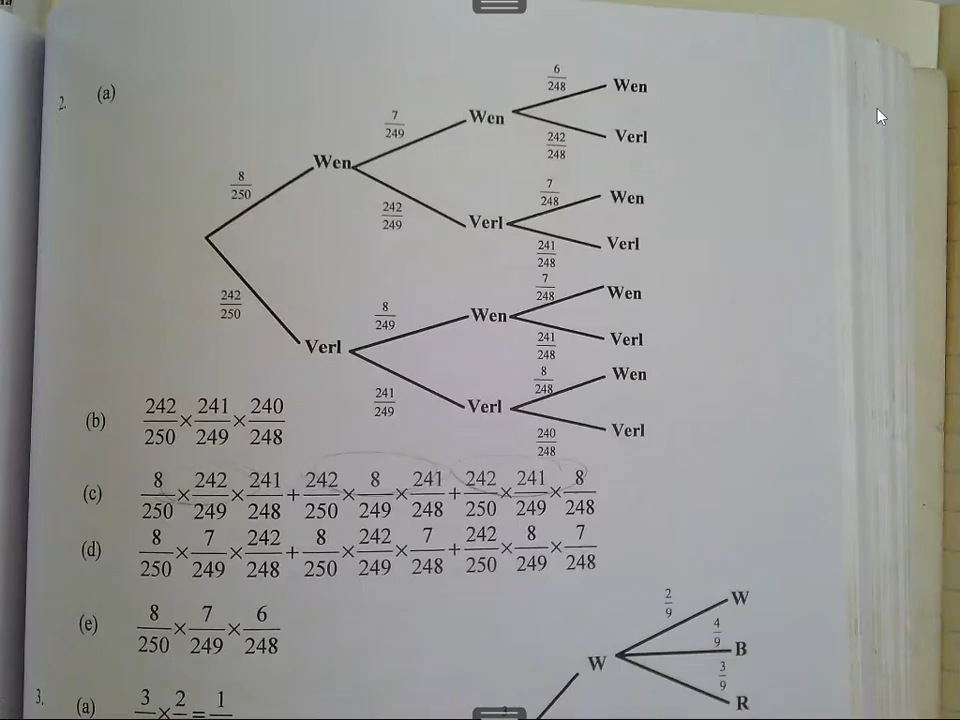 2. (a)
6/248 Wen
7/249 Wen
242/248 Verl
8/250 Wen
242/249 Verl
7/248 Wen
241/248 Verl
242/250 Verl
8/249 Wen
7/248 Wen
241/248 Verl
241/249 Verl
8/248 Wen
240/248 Verl
(b) 242/250 × 241/249 × 240/248
(c) 8/250 × 242/249 × 241/248 + 242/250 × 8/249 × 241/248 + 242/250 × 241/249 × 8/248
(d) 8/250 × 7/249 × 242/248 + 8/250 × 242/249 × 7/248 + 242/250 × 8/249 × 7/248
(e) 8/250 × 7/249 × 6/248
W
2/9 W
4/9 B
3/9 R
3. (a) 3 × 2 = 1